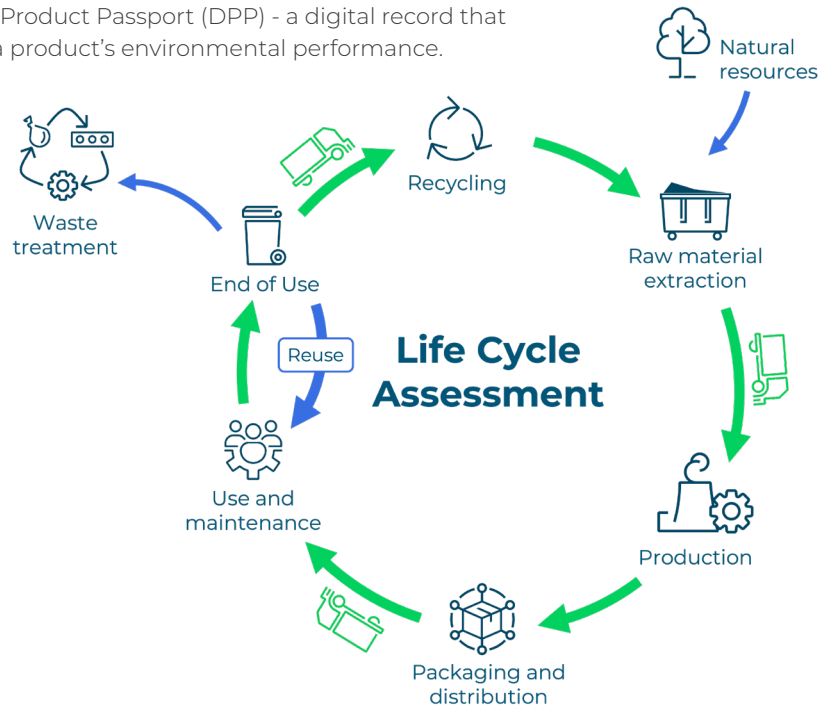 Product Passport (DPP) - a digital record that
a product's environmental performance.
Natural
resources
Recycling
Waste
treatment
Raw material
extraction
End of Use
Reuse
Life Cycle
Assessment
Use and
maintenance
Production
Packaging and
distribution